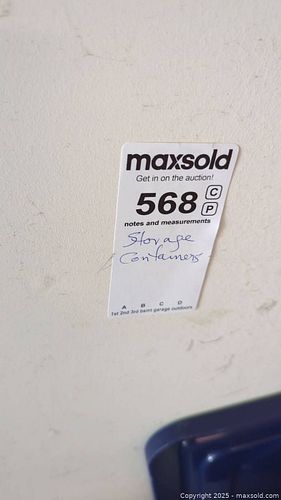 maxsold
Get in on the auction!
568 C
P
notes and measurements
Storage
Containers
A B C D
1st 2nd 3rd bsmt garage outdoors
Copyright © 2025 - maxsold.com